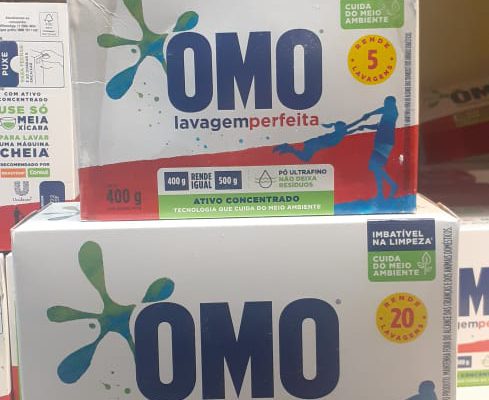 CUIDA
DO MEIO
AMBIENTE
PUXE
OMO
RENDE
5
LAVAGENS
lavagemperfeita
COM ATIVO
CONCENTRADO
USE SÓ
MEIA
XÍCARA
PARA LAVAR
UMA MÁQUINA
CHEIA
RECOMENDADO POR
Consul
Unilever
400 g
400 g RENDE IGUAL 500 g
PÓ ULTRAFINO
NÃO DEIXA
RESÍDUOS
ATIVO CONCENTRADO
TECNOLOGIA QUE CUIDA DO MEIO AMBIENTE
IMBATÍVEL
NA LIMPEZA
CUIDA
DO MEIO
AMBIENTE
RENDE
20
LAVAGENS
OMO